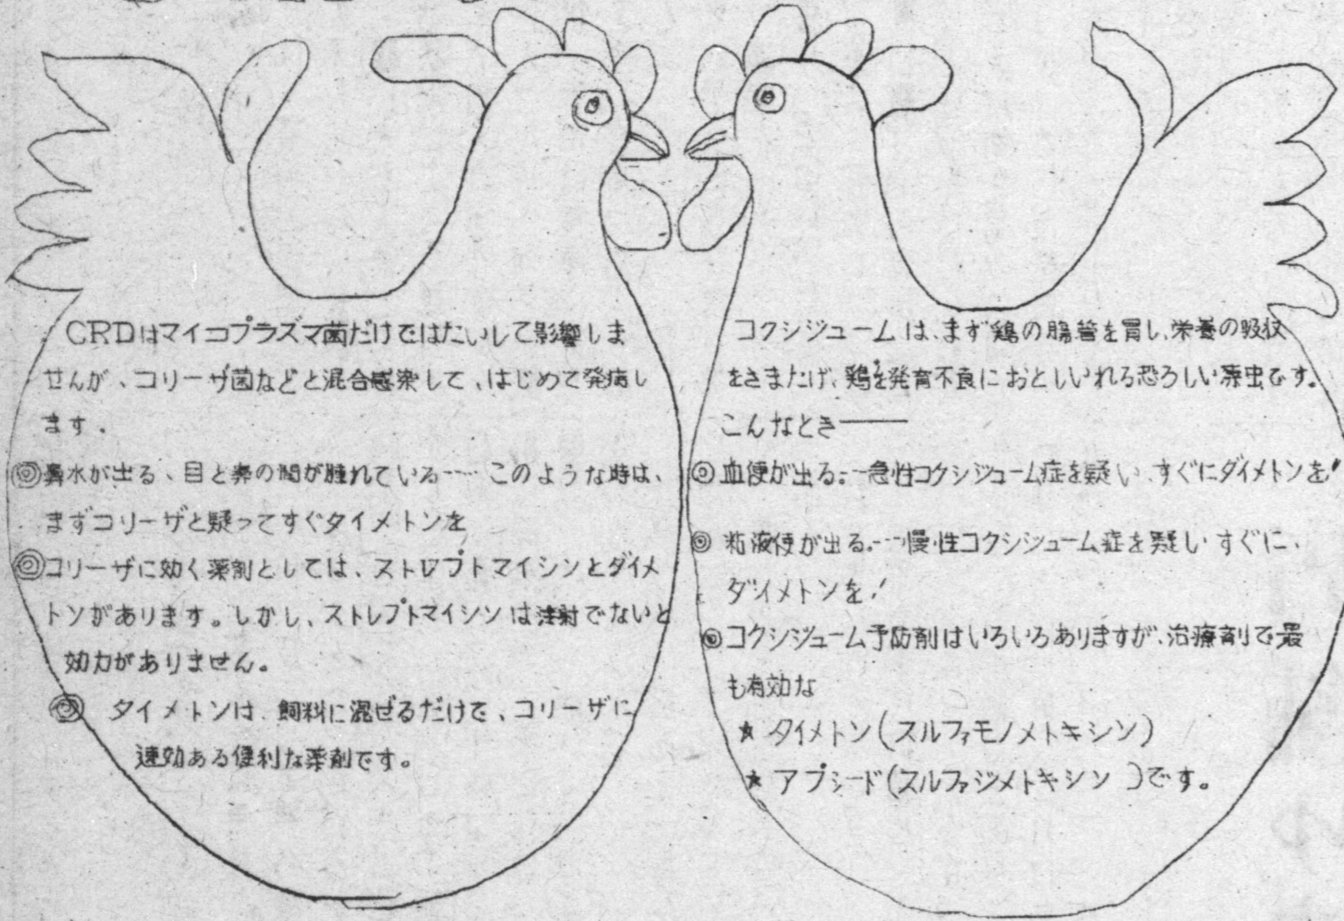 CRDはマイコプラズマ菌だけではたいして影響しま
せんが、コリーザ菌などと混合感染して、はじめて発病し
ます。
◎鼻水が出る、目と鼻の間が腫れている---- このような時は、
まずコリーザと疑ってすぐタイメトンを
◎コリーザに効く薬剤としては、ストレプトマイシンとダイメ
トンがあります。しかし、ストレプトマイシンは注射でないと
効力がありません。
◎ タイメトンは、飼料に混ぜるだけで、コリーザに
速効ある便利な薬剤です。
コクシジュームは、まず鶏の腸管を冒し、栄養の吸収
をさまたげ、鶏を発育不良におとしいれる恐ろしい原虫です。
こんなとき――
◎血便が出る---急性コクシジューム症を疑い、すぐにダイメトンを!
◎粘液便が出る---慢性コクシジューム症を疑い すぐに、
ダイメトンを!
◎コクシジューム予防剤はいろいろありますが、治療剤で最
も有効な
★ タイメトン(スルファモノメトキシン)
★ アプシード(スルファジメトキシン)です。